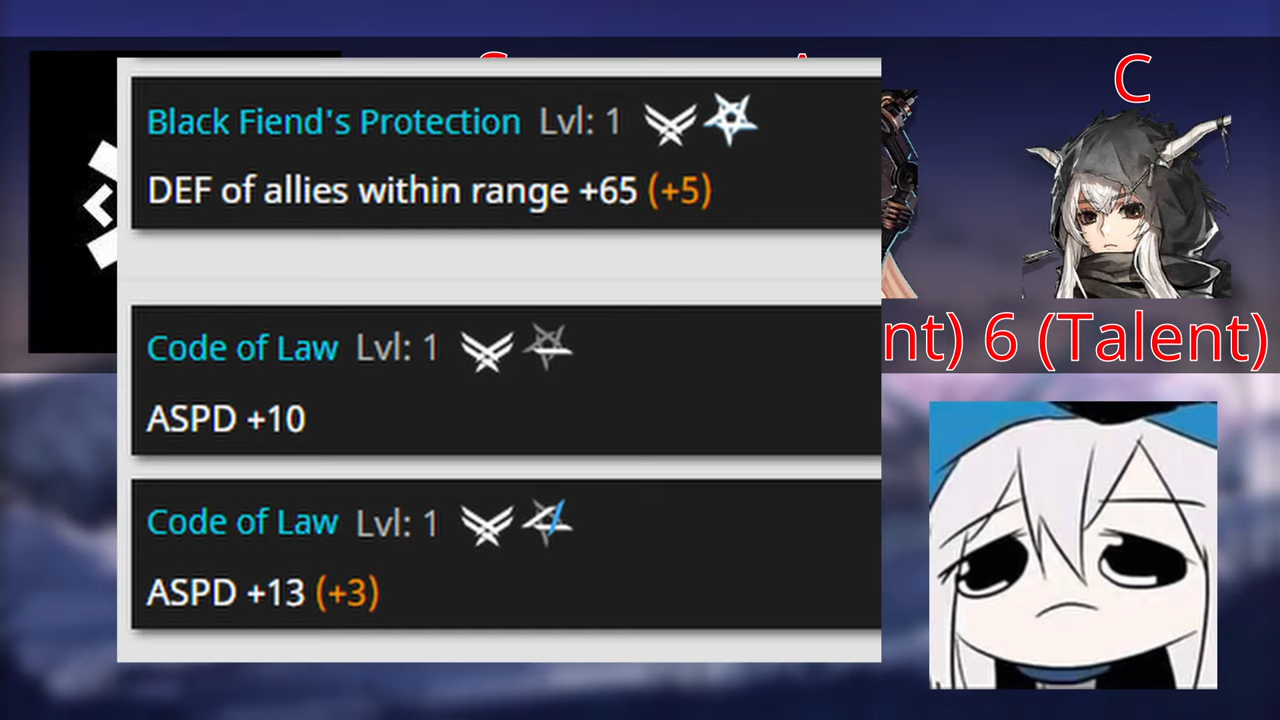 C
Black Fiend's Protection Lvl: 1
DEF of allies within range +65 (+5)
Code of Law Lvl: 1
ASPD +10
nt) 6 (Talent)
Code of Law Lvl: 1
ASPD +13 (+3)